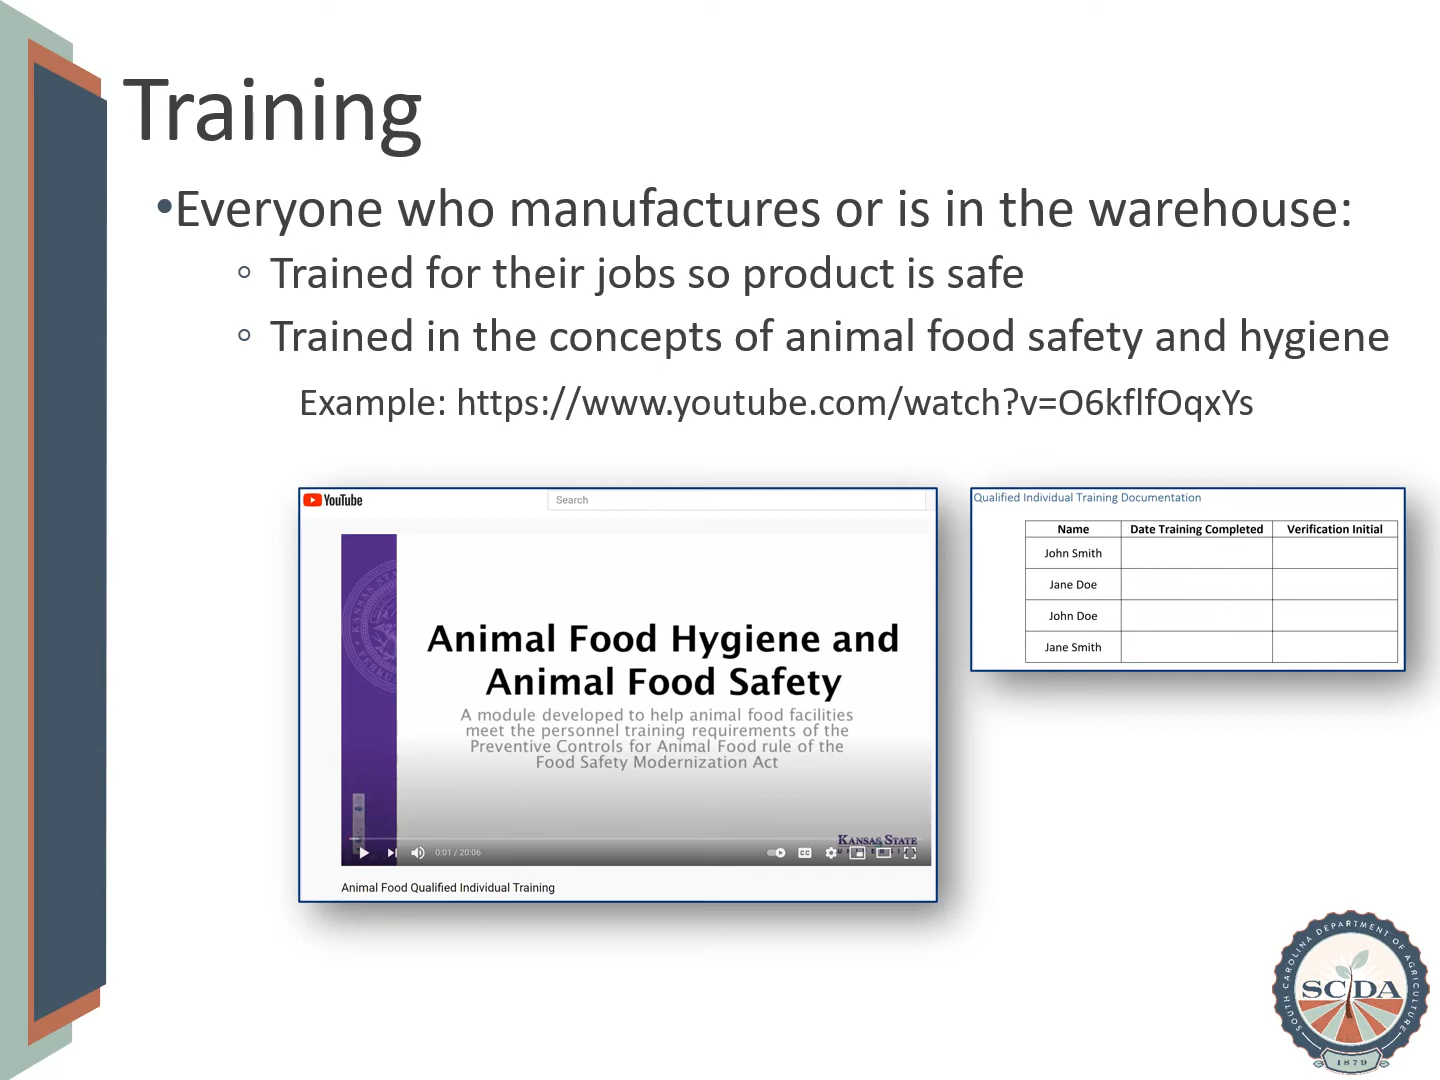 Training
•Everyone who manufactures or is in the warehouse:
◦ Trained for their jobs so product is safe
◦ Trained in the concepts of animal food safety and hygiene
Example: https://www.youtube.com/watch?v=O6kflfOqxYs
YouTube
Search
Animal Food Hygiene and
Animal Food Safety
A module developed to help animal food facilities
meet the personnel training requirements of the
Preventive Controls for Animal Food rule of the
Food Safety Modernization Act
KANSAS STATE
0:01 / 20:06
CC
Animal Food Qualified Individual Training
Qualified Individual Training Documentation
Name Date Training Completed Verification Initial
John Smith
Jane Doe
John Doe
Jane Smith
SOUTH CAROLINA DEPARTMENT OF AGRICULTURE
SCDA
1879